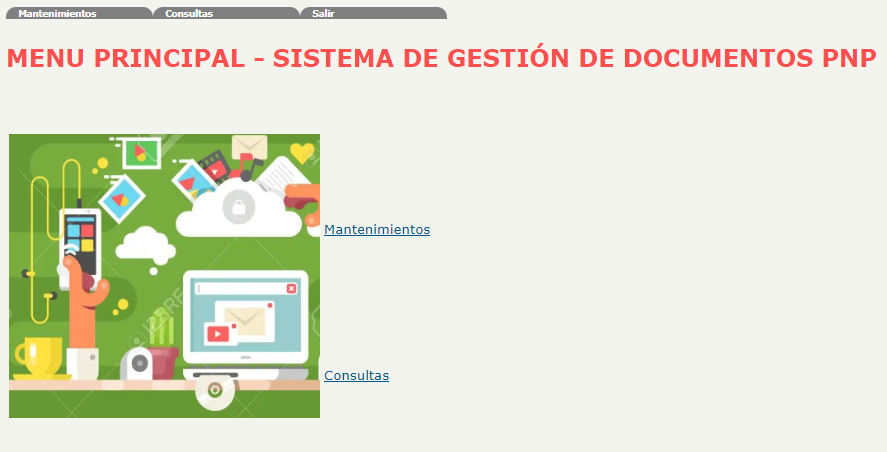 Mantenimientos
Consultas
Salir
MENU PRINCIPAL - SISTEMA DE GESTIÓN DE DOCUMENTOS PNP
Mantenimientos
Consultas